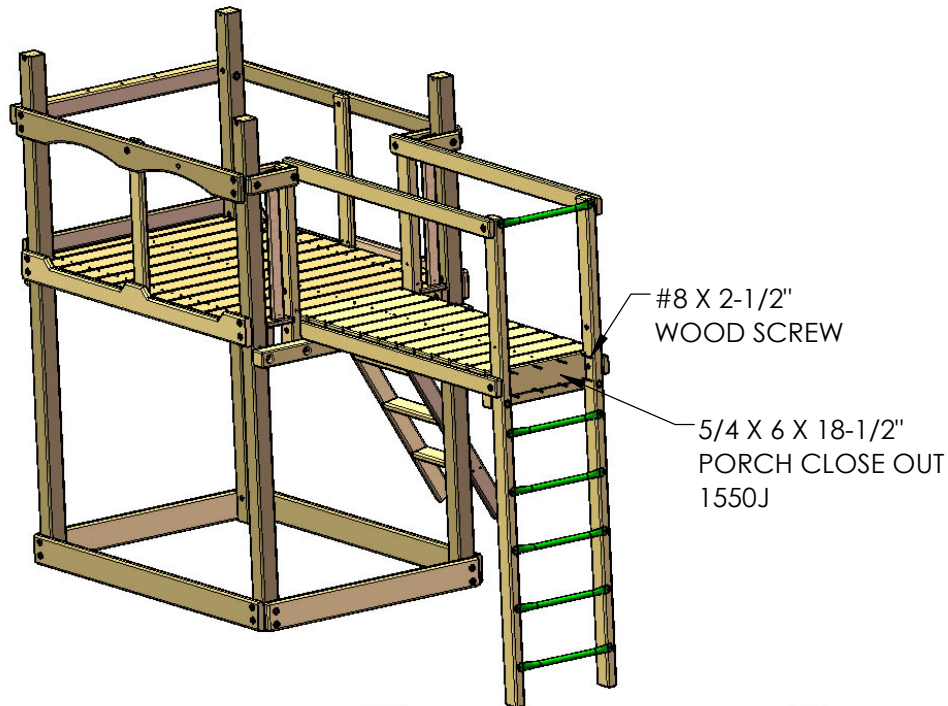 #8 X 2-1/2"
WOOD SCREW
5/4 X 6 X 18-1/2"
PORCH CLOSE OUT
1550J